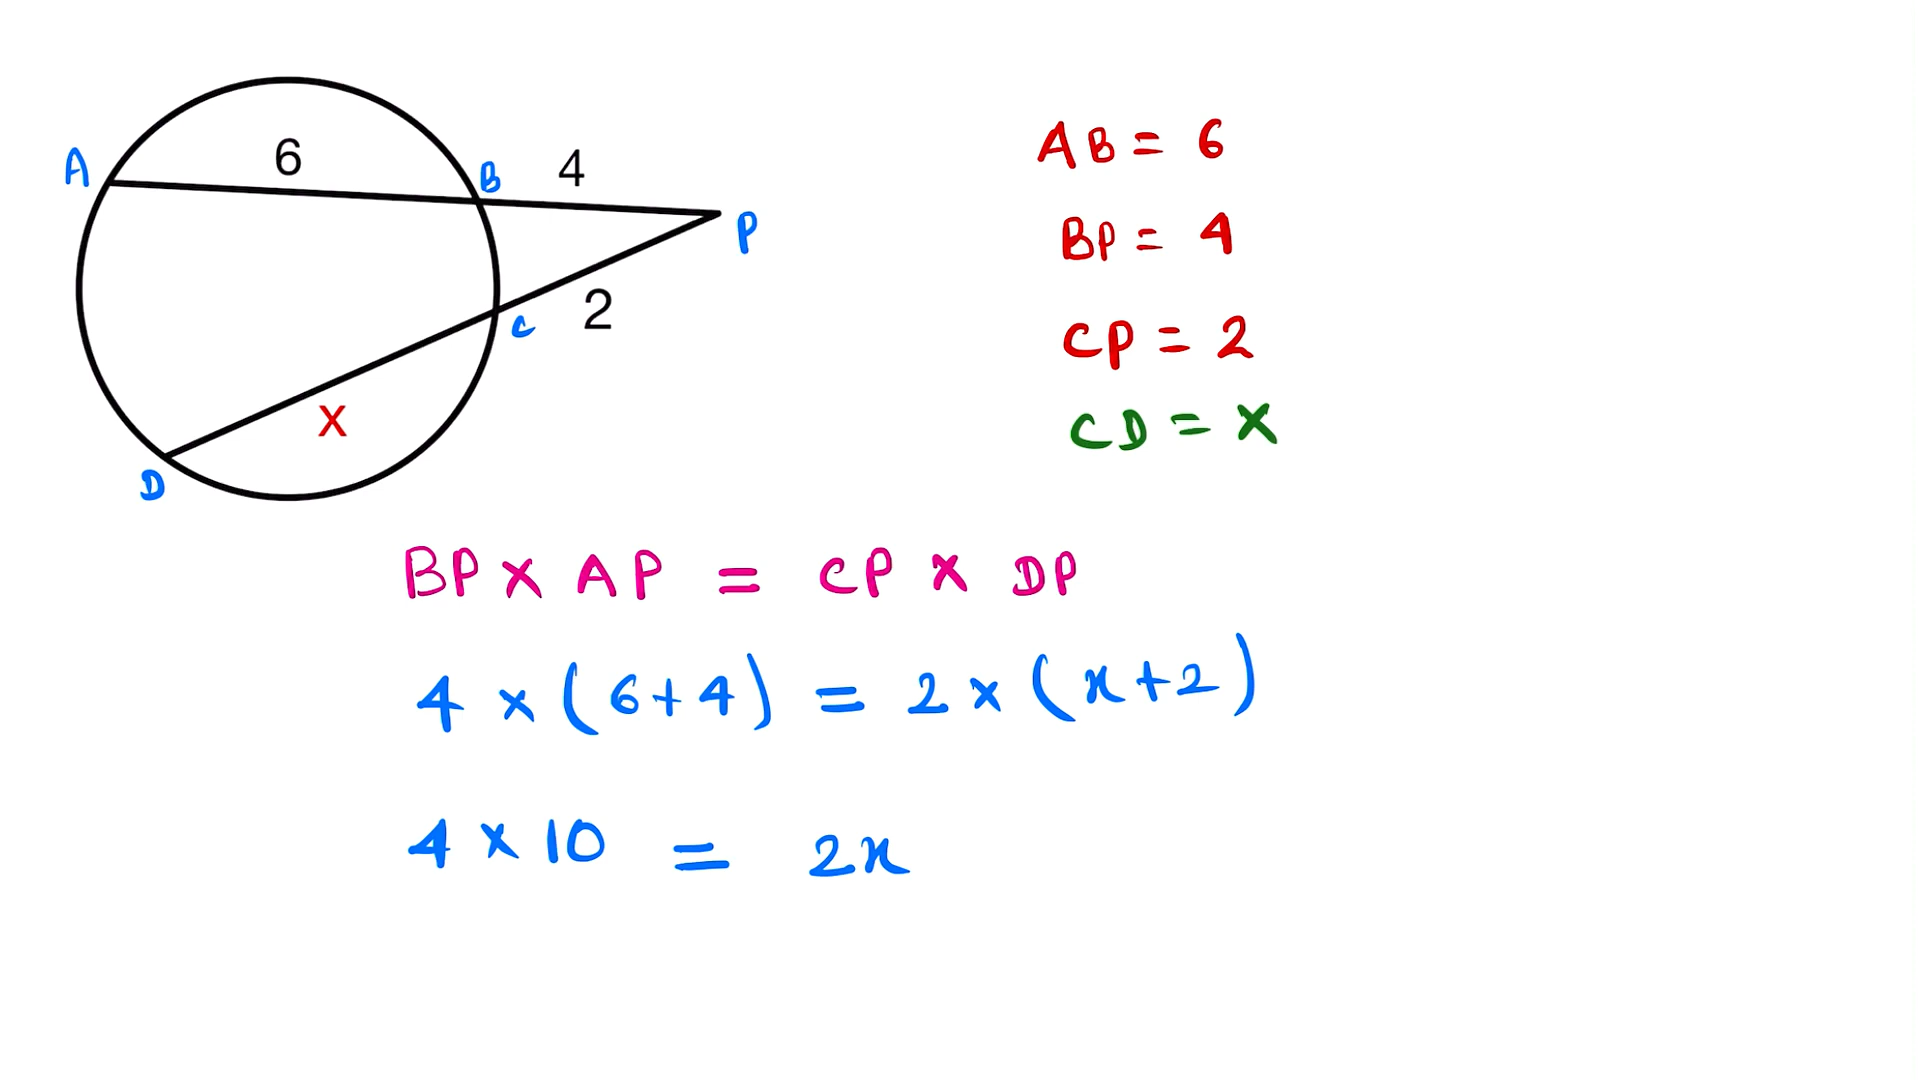 A 6 B 4 P
2 C
x D
AB = 6
BP = 4
CP = 2
CD = x
BP x AP = CP x DP
4 x (6+4) = 2 x (x+2)
4 x 10 = 2x